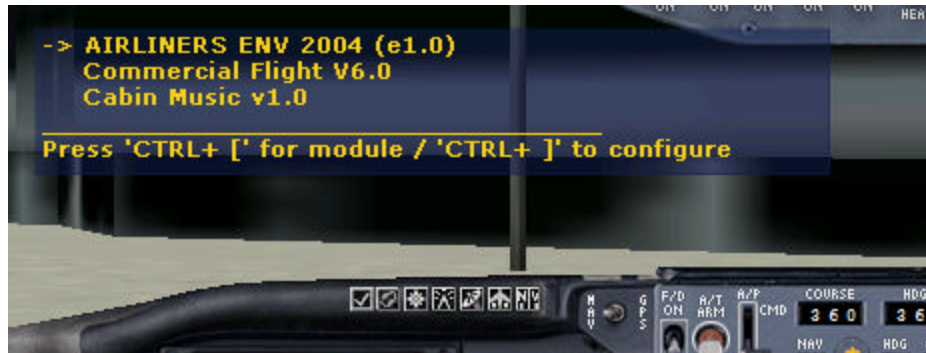 ON ON ON ON ON
HEA
-> AIRLINERS ENV 2004 (e1.0)
Commercial Flight V6.0
Cabin Music v1.0
Press 'CTRL+ [' for module / 'CTRL+ ]' to configure
NAV
GPS
F/D ON
A/T ARM
A/P
CMD
COURSE
360
HDG
36
NAV
HDG